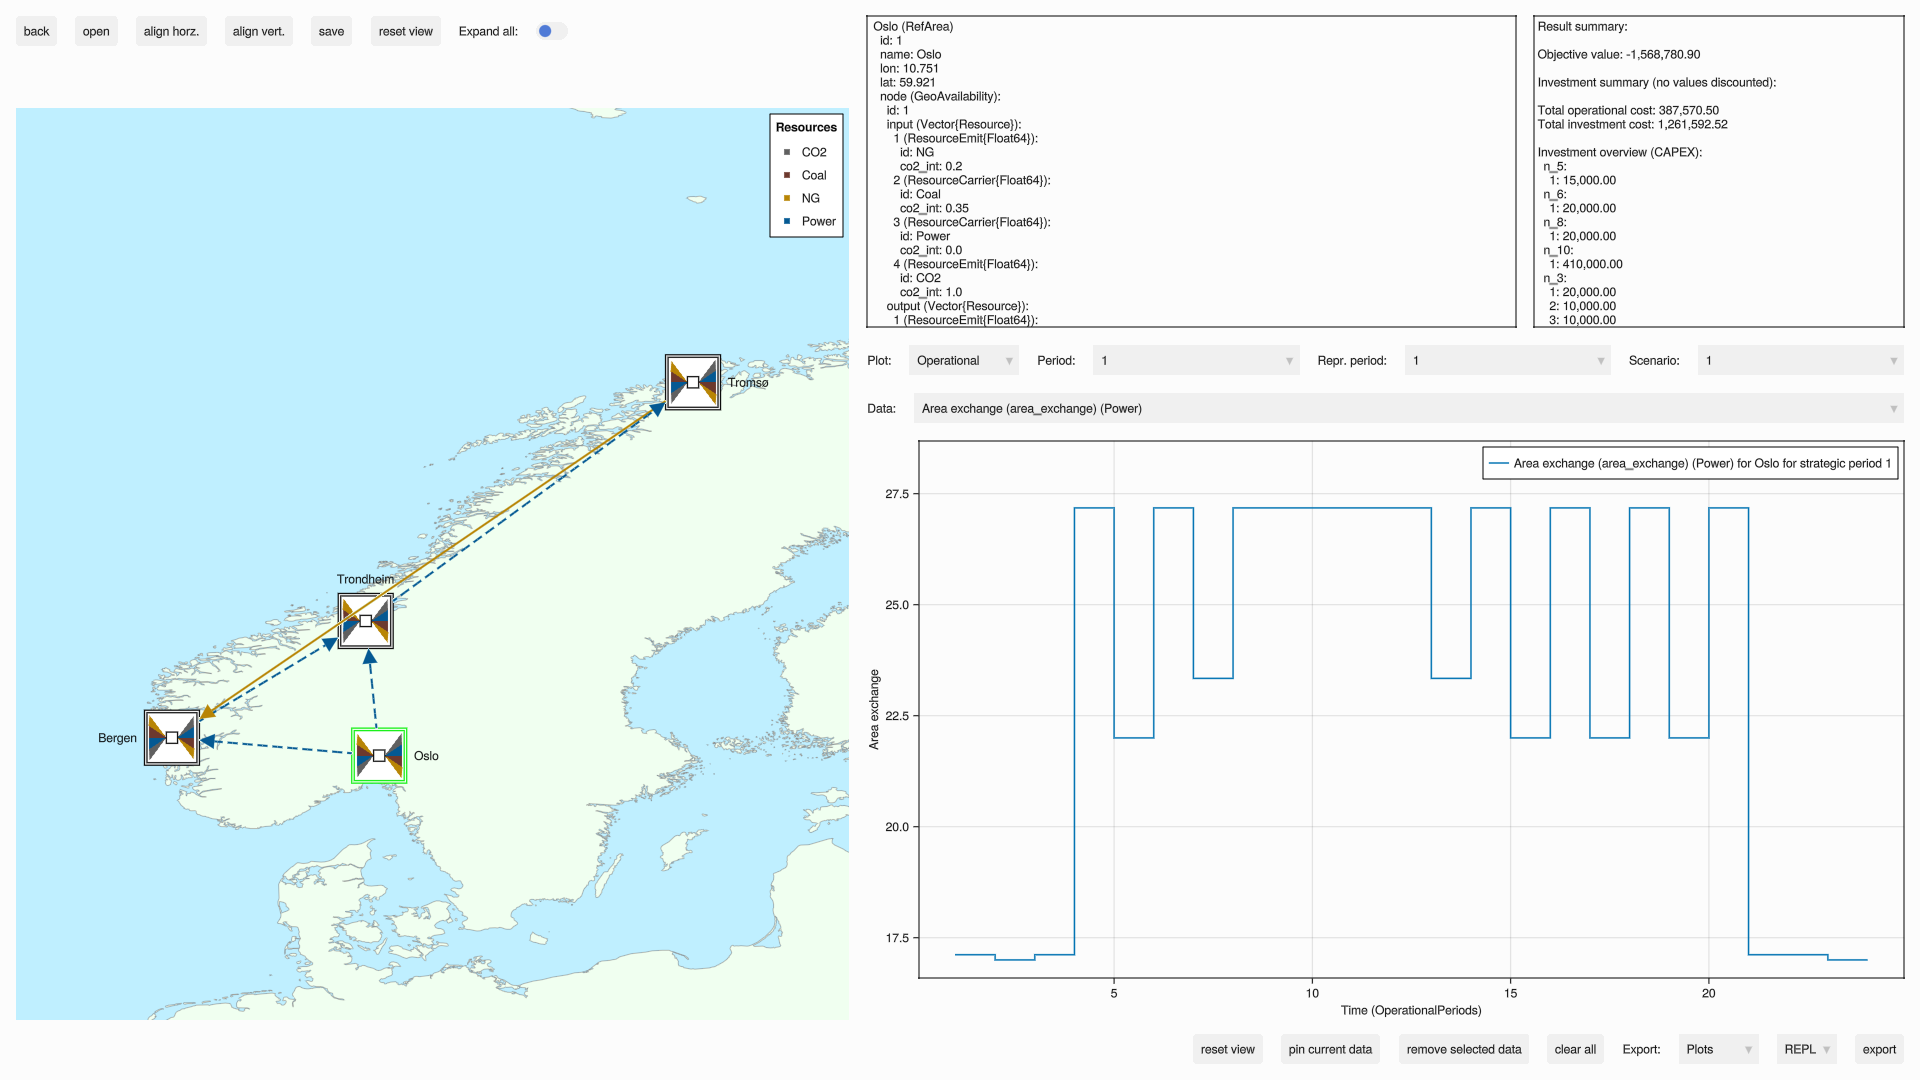 back open align horz. align vert. save reset view Expand all:
Resources
CO2
Coal
NG
Power
Tromsø
Trondheim
Bergen
Oslo
Oslo (RefArea)
id: 1
name: Oslo
lon: 10.751
lat: 59.921
node (GeoAvailability):
id: 1
input (Vector{Resource}):
1 (ResourceEmit{Float64}):
id: NG
co2_int: 0.2
2 (ResourceCarrier{Float64}):
id: Coal
co2_int: 0.35
3 (ResourceCarrier{Float64}):
id: Power
co2_int: 0.0
4 (ResourceEmit{Float64}):
id: CO2
co2_int: 1.0
output (Vector{Resource}):
1 (ResourceEmit{Float64}):
Result summary:
Objective value: -1,568,780.90
Investment summary (no values discounted):
Total operational cost: 387,570.50
Total investment cost: 1,261,592.52
Investment overview (CAPEX):
n_5:
1: 15,000.00
n_6:
1: 20,000.00
n_8:
1: 20,000.00
n_10:
1: 410,000.00
n_3:
1: 20,000.00
2: 10,000.00
3: 10,000.00
Plot: Operational Period: 1 Repr. period: 1 Scenario: 1
Data: Area exchange (area_exchange) (Power)
Area exchange (area_exchange) (Power) for Oslo for strategic period 1
27.5
25.0
22.5
20.0
17.5
Area exchange
5 10 15 20
Time (OperationalPeriods)
reset view pin current data remove selected data clear all Export: Plots REPL export